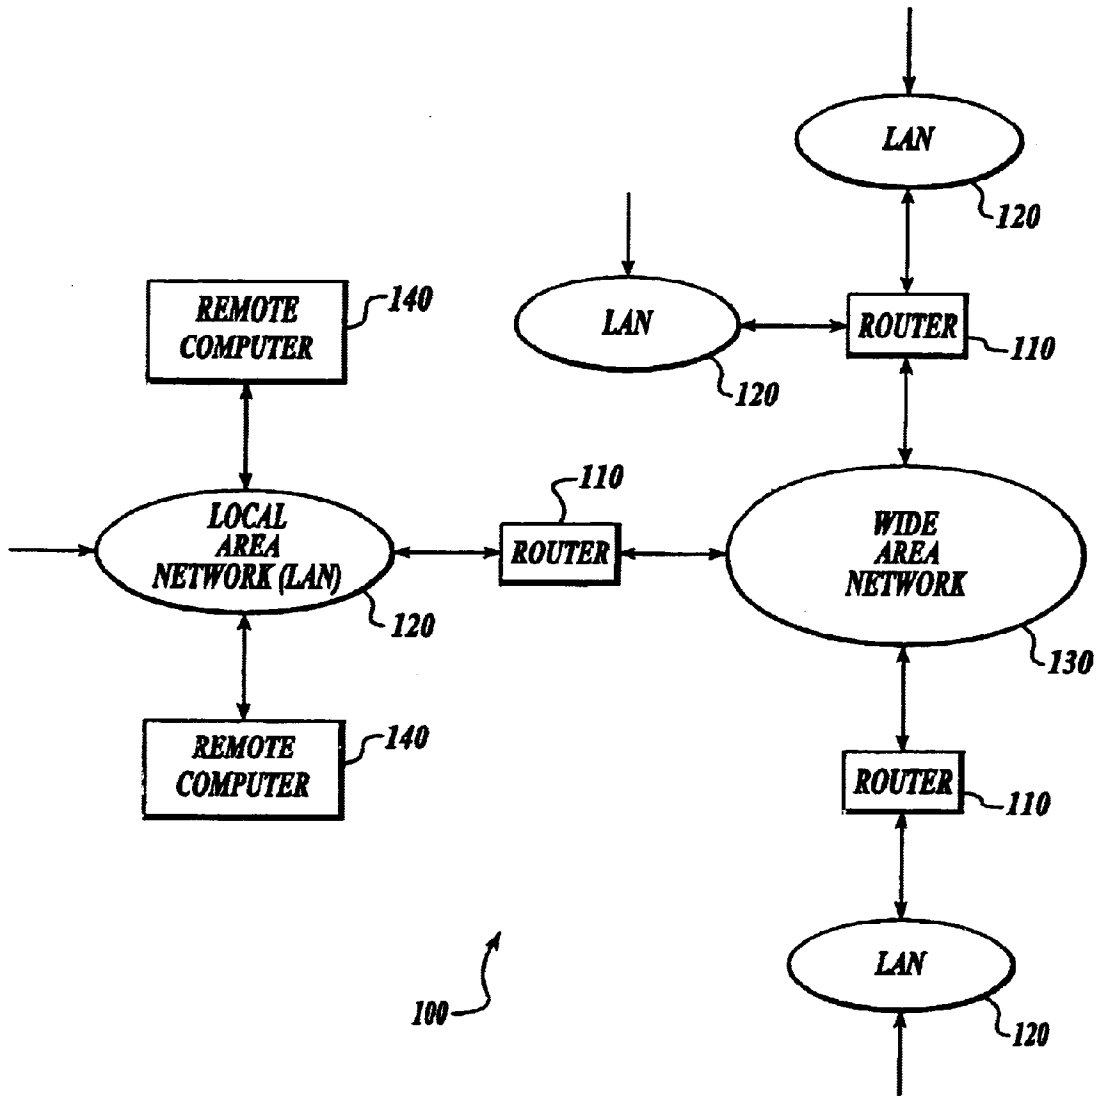 LAN
120
LAN
120
ROUTER
110
REMOTE
COMPUTER
140
LOCAL
AREA
NETWORK (LAN)
120
110
ROUTER
WIDE
AREA
NETWORK
130
REMOTE
COMPUTER
140
ROUTER
110
LAN
120
100